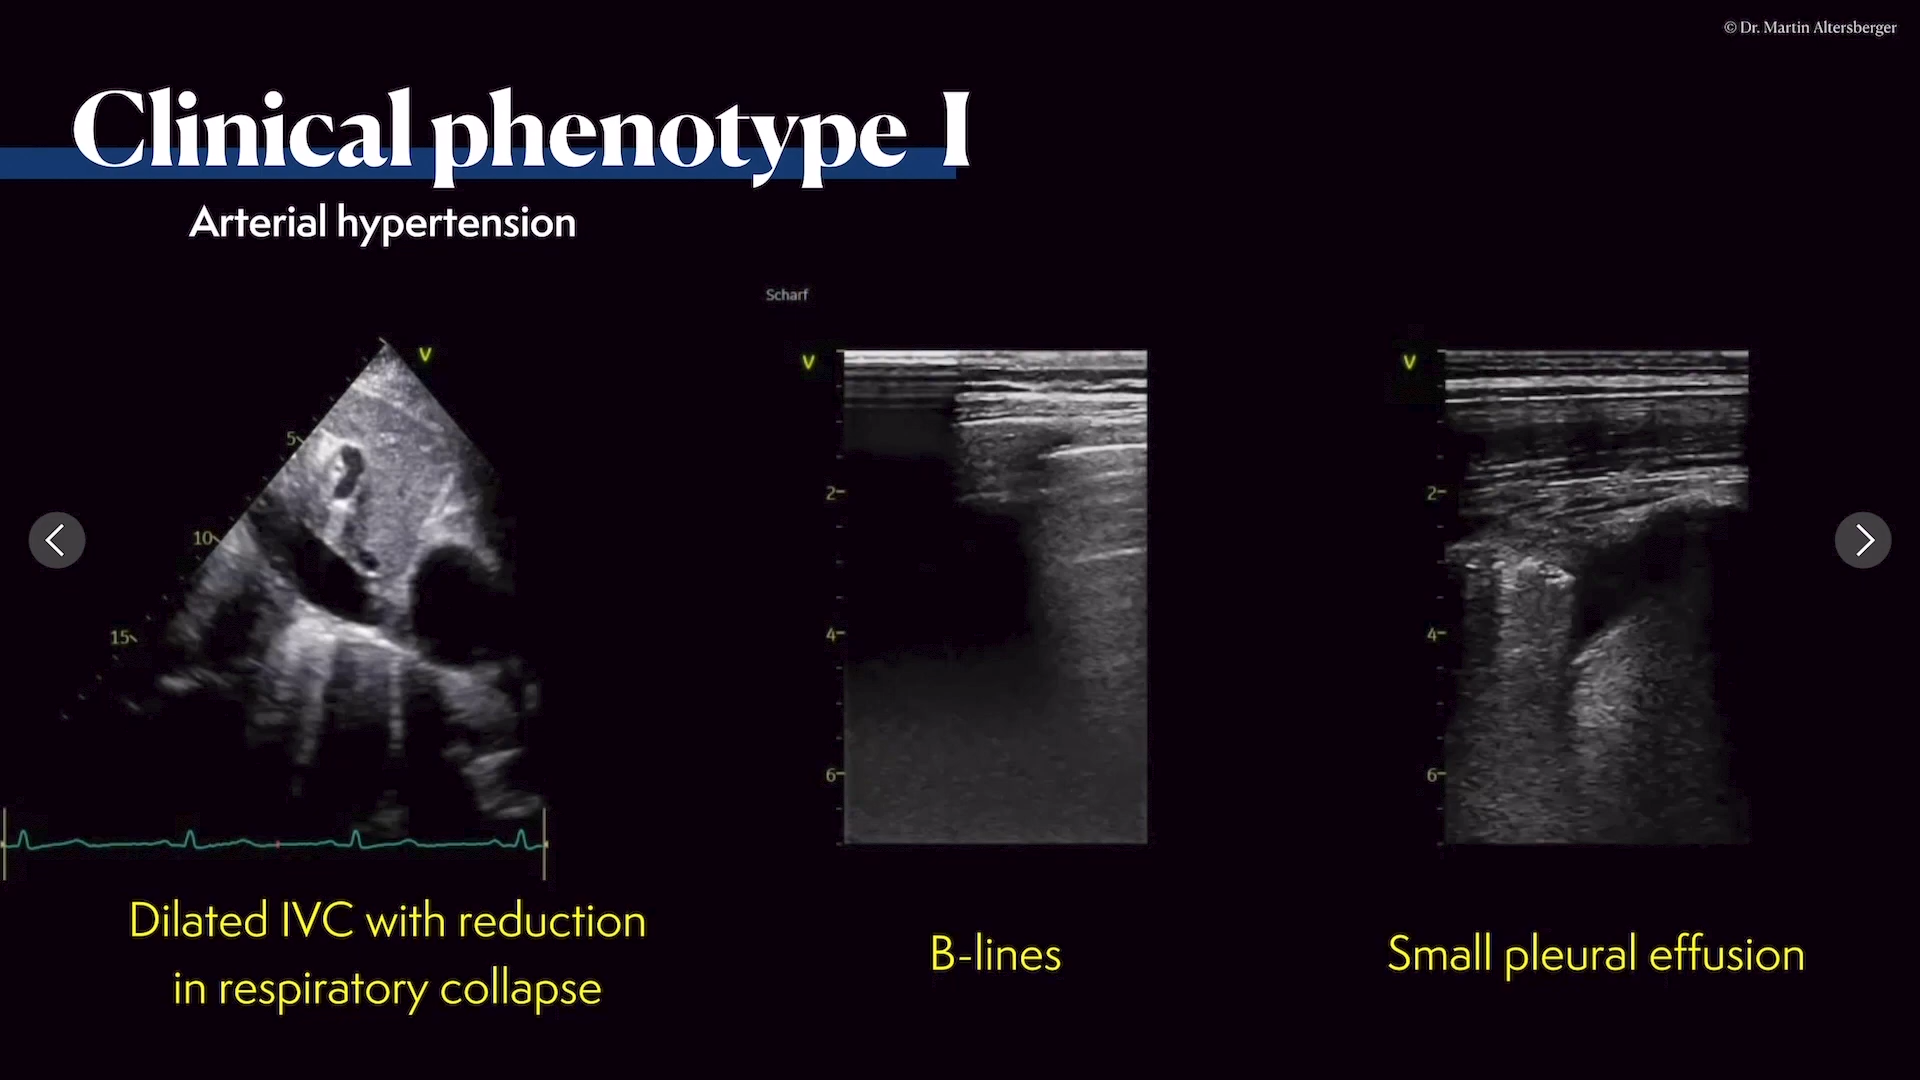 © Dr. Martin Altersberger
Clinical phenotype I
Arterial hypertension
Scharf
V
V
V
5
10
15
2
4
6
2
4
6
Dilated IVC with reduction
in respiratory collapse
B-lines
Small pleural effusion